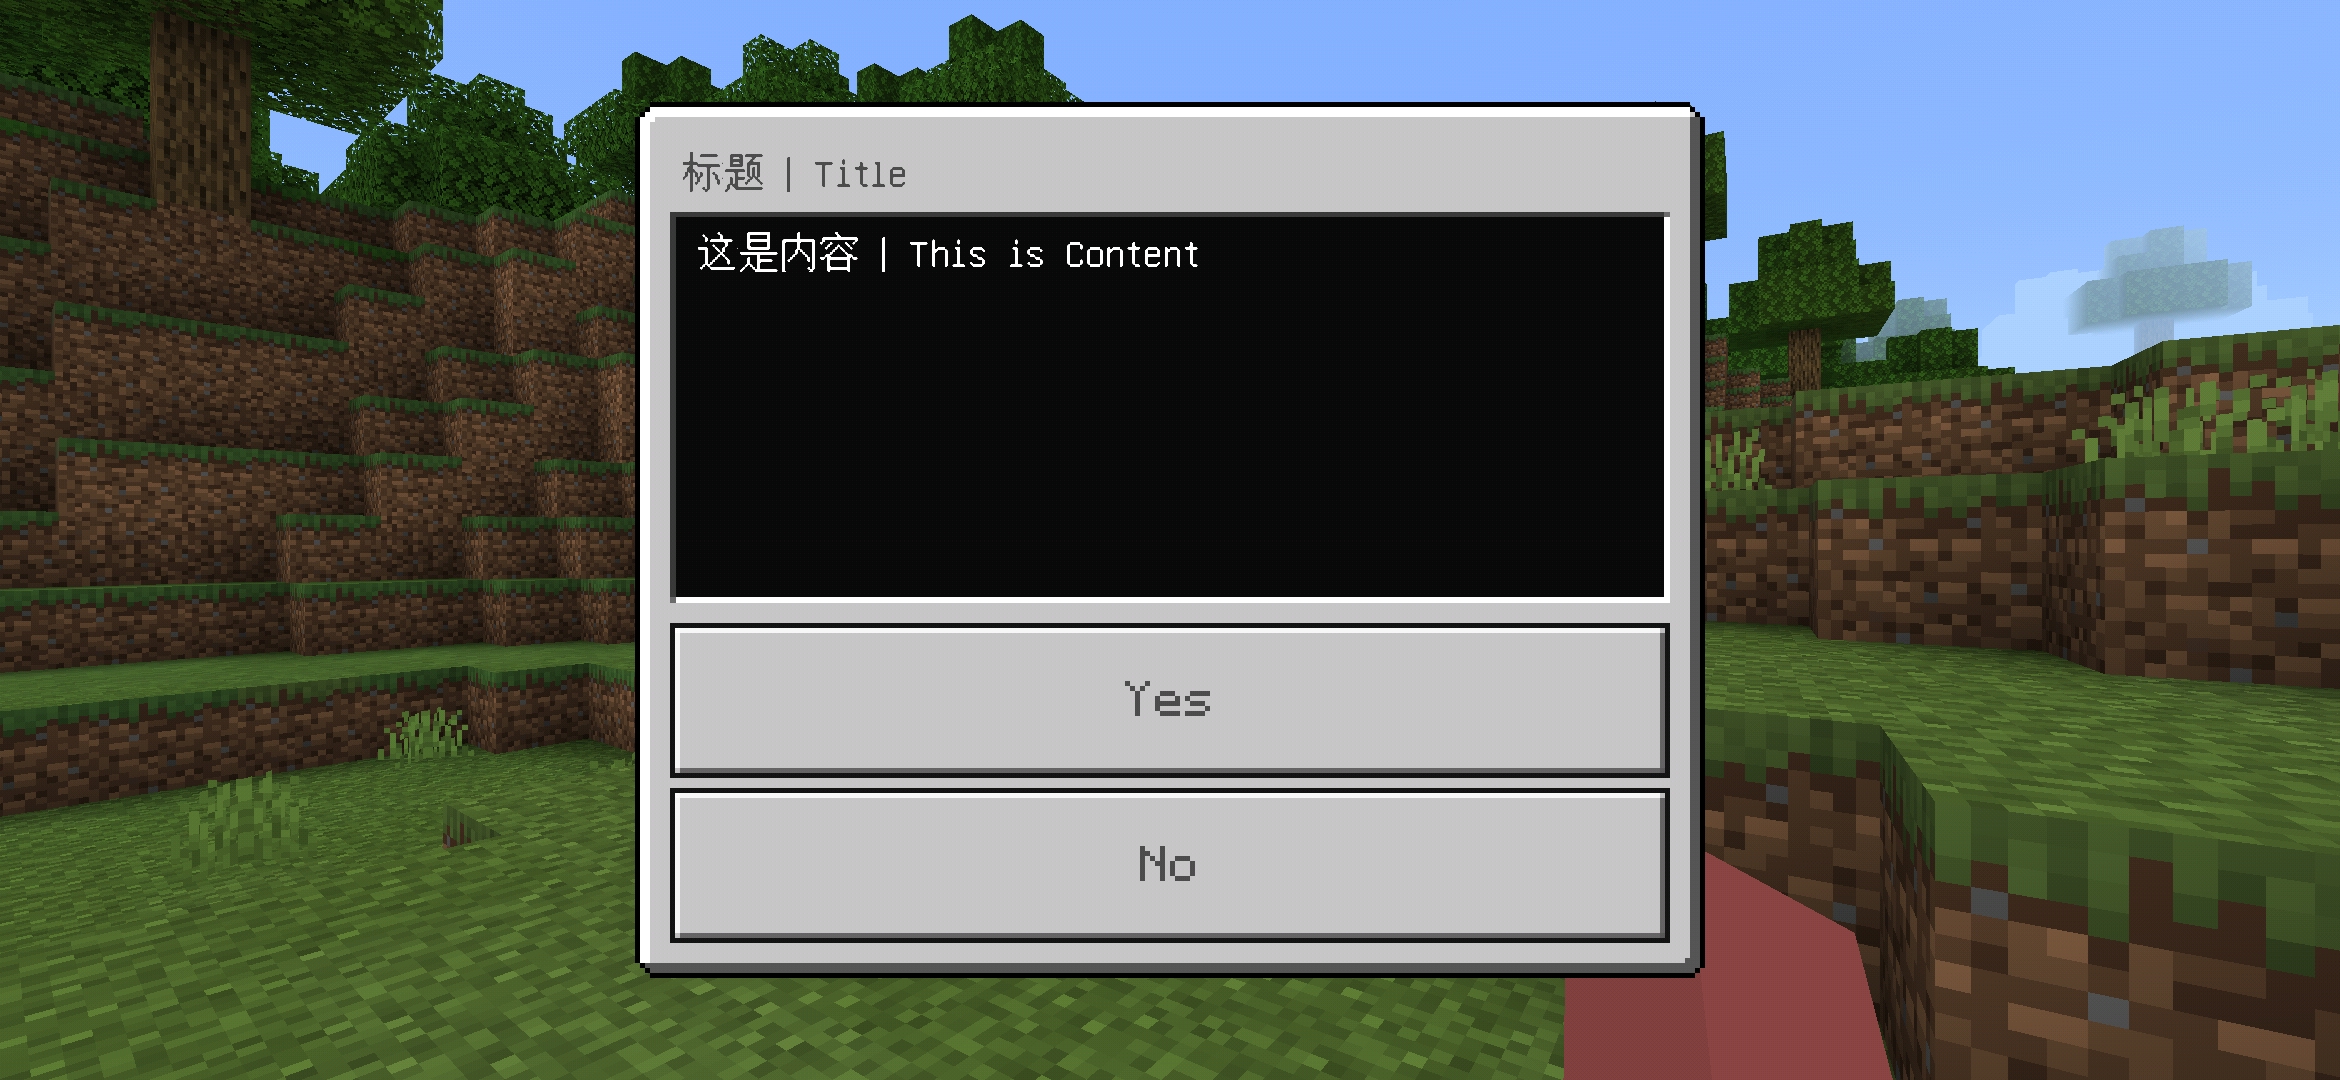 标题 | Title
这是内容 | This is Content
Yes
No